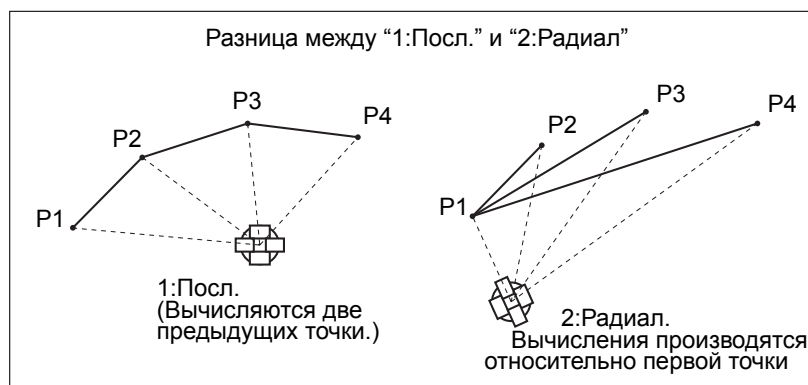 Разница между “1:Посл.” и “2:Радиал”
P1
P2
P3
P4
1:Посл.
(Вычисляются две
предыдущих точки.)
P1
P2
P3
P4
2:Радиал.
Вычисления производятся
относительно первой точки